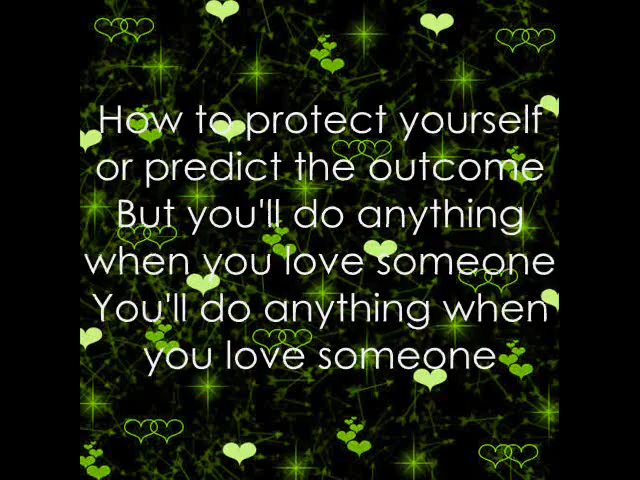 How to protect yourself
or predict the outcome
But you'll do anything
when you love someone
You'll do anything when
you love someone